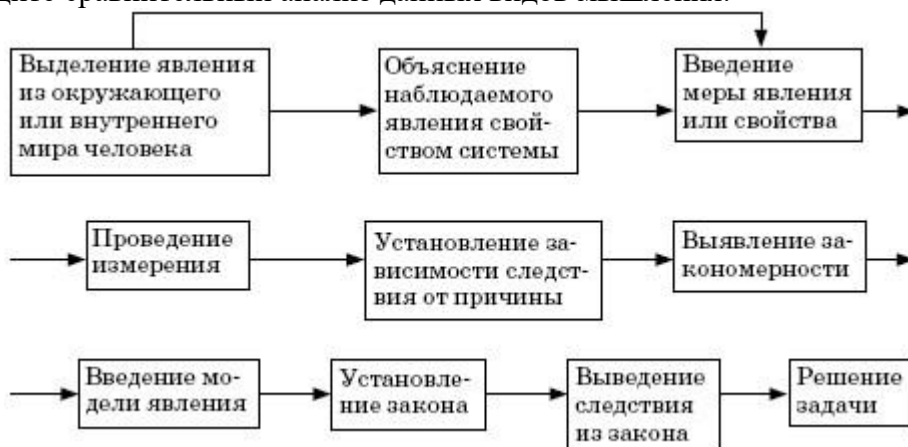 сравнительный анализ данных видов мышления.
Выделение явления
из окружающего
или внутреннего
мира человека
Объяснение
наблюдаемого
явления свой-
ством системы
Введение
меры явления
или свойства
Проведение
измерения
Установление за-
висимости следст-
вия от причины
Выявление за-
кономерности
Введение мо-
дели явления
Установле-
ние закона
Выведение
следствия
из закона
Решение
задачи